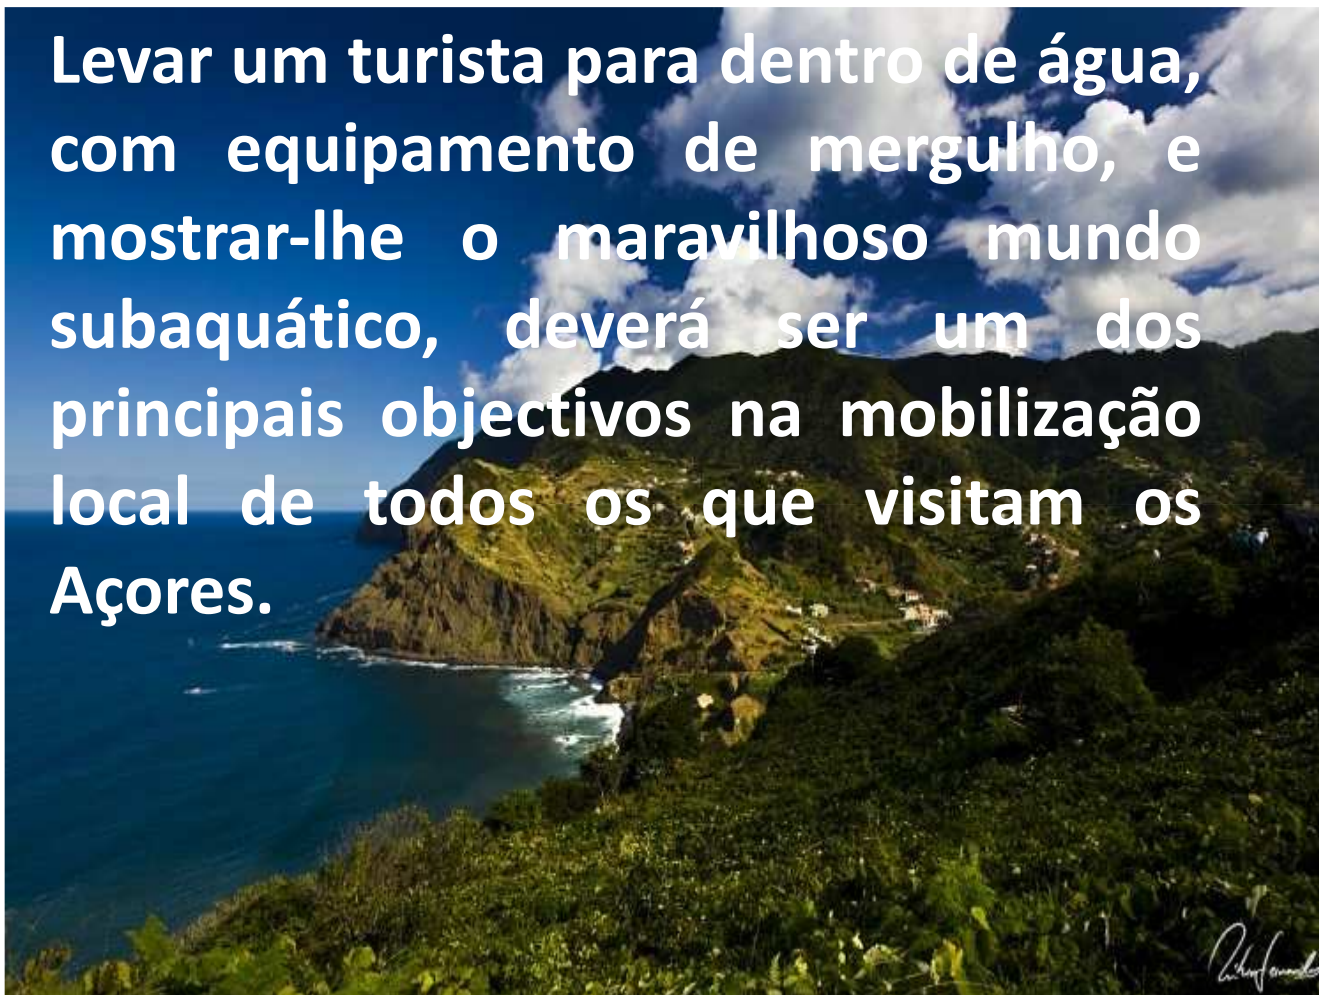 Levar um turista para dentro de água,
com equipamento de mergulho, e
mostrar-lhe o maravilhoso mundo
subaquático, deverá ser um dos
principais objectivos na mobilização
local de todos os que visitam os
Açores.